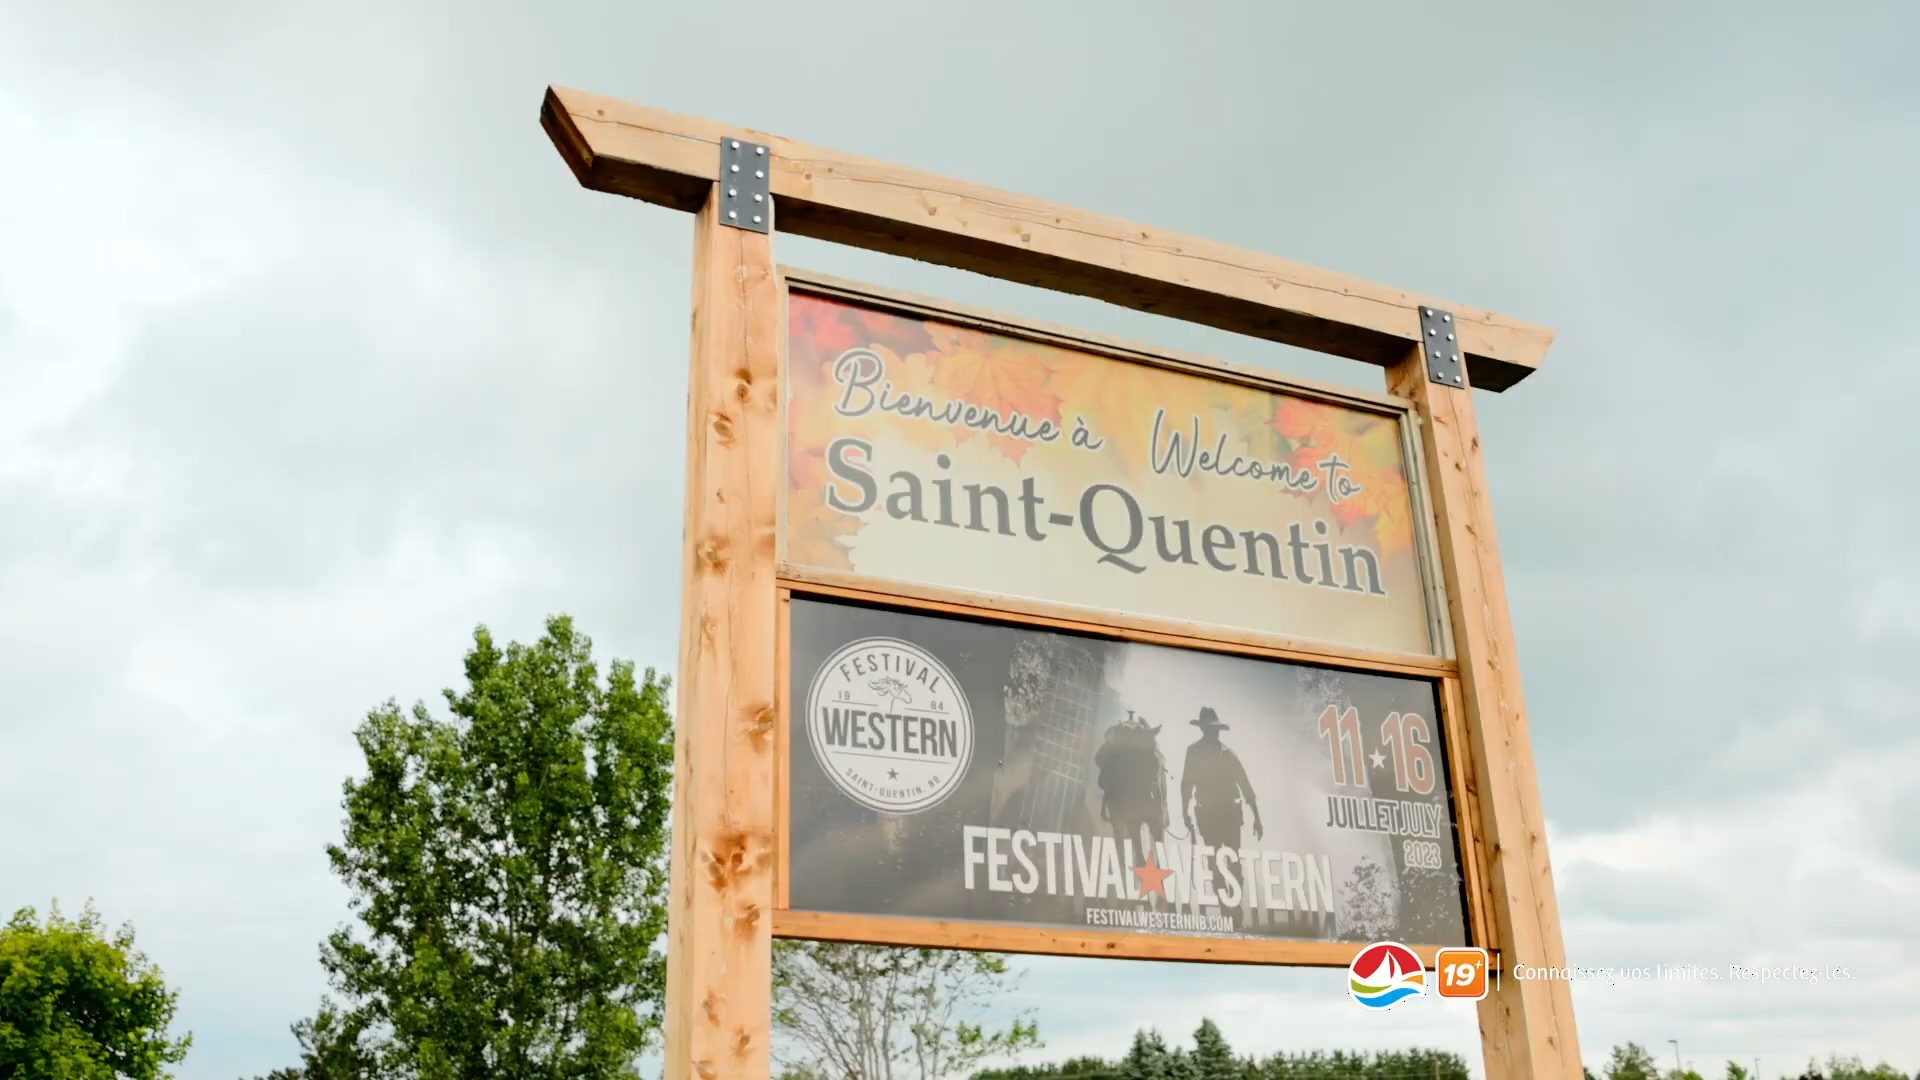 Bienvenue à Welcome to
Saint-Quentin
FESTIVAL
19 84
WESTERN
SAINT-QUENTIN, NB
11 16
JUILLET JULY
2023
FESTIVAL WESTERN
FESTIVALWESTERNNB.COM
19+ Connaissez vos limites. Respectez-les.